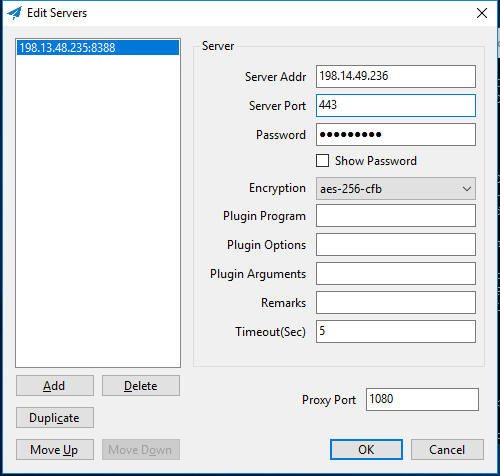 Edit Servers
198.13.48.235:8388
Server
Server Addr 198.14.49.236
Server Port 443
Password ●●●●●●●●●
Show Password
Encryption aes-256-cfb
Plugin Program
Plugin Options
Plugin Arguments
Remarks
Timeout(Sec) 5
Add Delete
Duplicate
Proxy Port 1080
Move Up Move Down OK Cancel